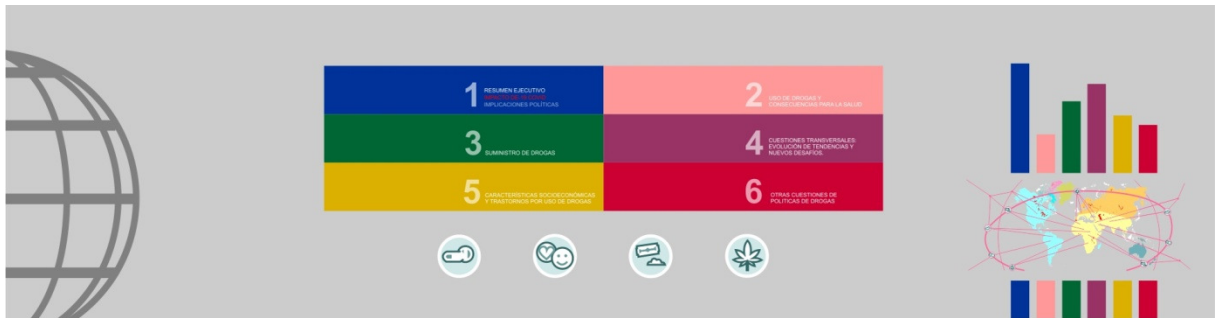 1
RESUMEN EJECUTIVO
IMPLICACIONES POLÍTICAS
2
USO DE DROGAS Y
CONSECUENCIAS PARA LA SALUD
3
SUMINISTRO DE DROGAS
4
CUESTIONES TRANSVERSALES:
EVOLUCIÓN DE TENDENCIAS Y
NUEVOS DESAFÍOS.
5
CARACTERÍSTICAS SOCIOECONÓMICAS
Y TRASTORNOS POR USO DE DROGAS
6
OTRAS CUESTIONES DE
POLITICAS DE DROGAS